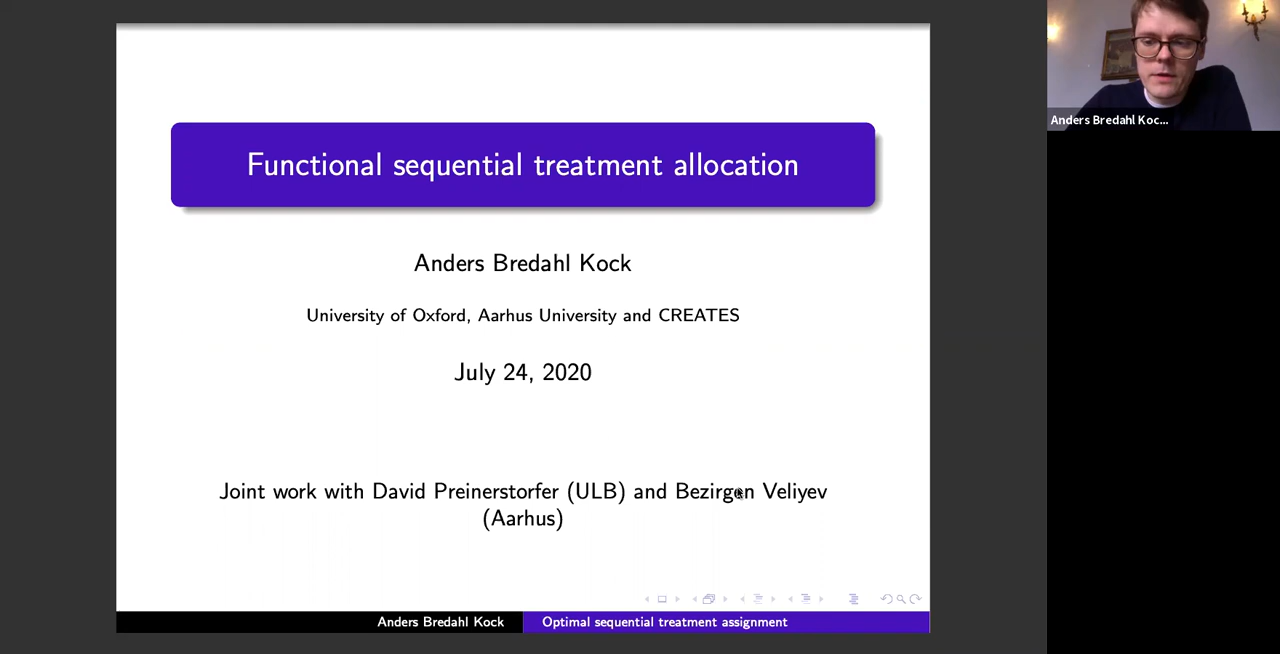 Functional sequential treatment allocation
Anders Bredahl Kock
University of Oxford, Aarhus University and CREATES
July 24, 2020
Joint work with David Preinerstorfer (ULB) and Bezirgen Veliyev
(Aarhus)
Anders Bredahl Kock
Optimal sequential treatment assignment
Anders Bredahl Koc...